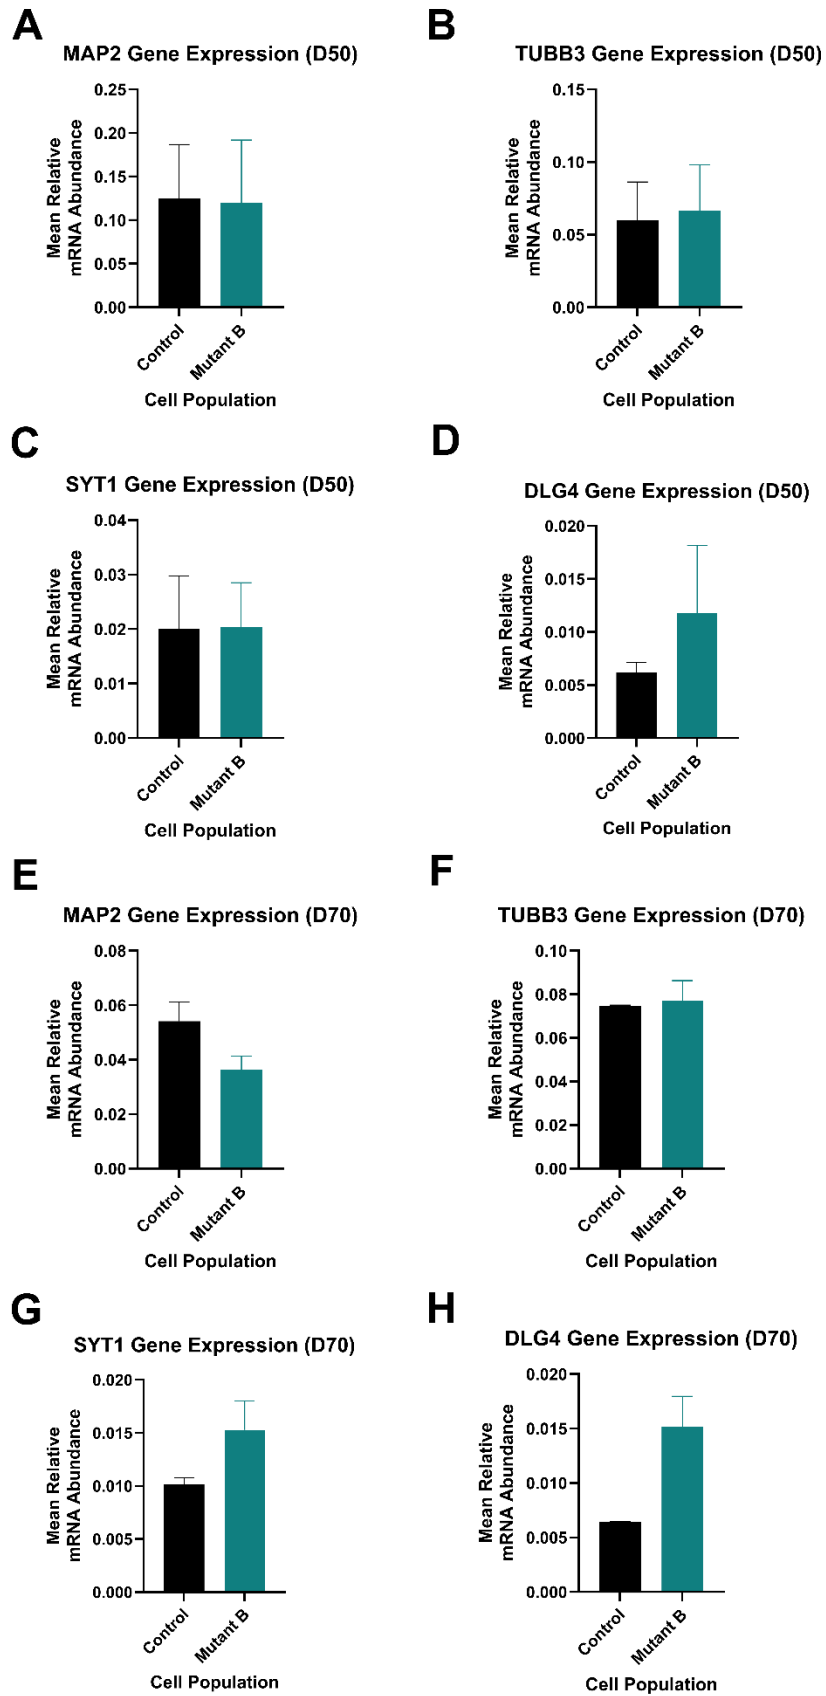 A
MAP2 Gene Expression (D50)
Mean Relative
mRNA Abundance
0.25
0.20
0.15
0.10
0.05
0.00
Control
Mutant B
Cell Population
B
TUBB3 Gene Expression (D50)
Mean Relative
mRNA Abundance
0.15
0.10
0.05
0.00
Control
Mutant B
Cell Population
C
SYT1 Gene Expression (D50)
Mean Relative
mRNA Abundance
0.04
0.03
0.02
0.01
0.00
Control
Mutant B
Cell Population
D
DLG4 Gene Expression (D50)
Mean Relative
mRNA Abundance
0.020
0.015
0.010
0.005
0.000
Control
Mutant B
Cell Population
E
MAP2 Gene Expression (D70)
Mean Relative
mRNA Abundance
0.08
0.06
0.04
0.02
0.00
Control
Mutant B
Cell Population
F
TUBB3 Gene Expression (D70)
Mean Relative
mRNA Abundance
0.10
0.08
0.06
0.04
0.02
0.00
Control
Mutant B
Cell Population
G
SYT1 Gene Expression (D70)
Mean Relative
mRNA Abundance
0.020
0.015
0.010
0.005
0.000
Control
Mutant B
Cell Population
H
DLG4 Gene Expression (D70)
Mean Relative
mRNA Abundance
0.020
0.015
0.010
0.005
0.000
Control
Mutant B
Cell Population